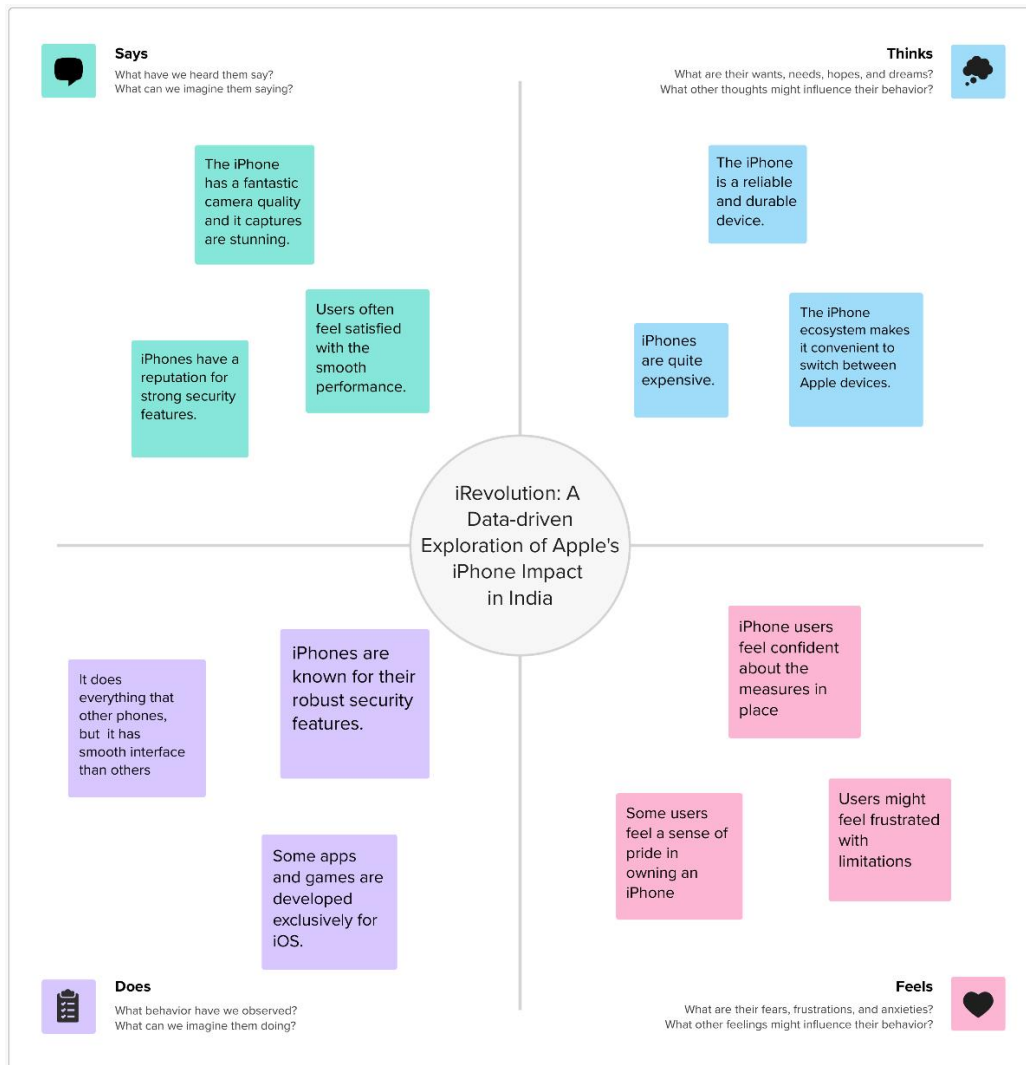 Says
What have we heard them say?
What can we imagine them saying?
The iPhone
has a fantastic
camera quality
and it captures
are stunning.
Users often
feel satisfied
with the
smooth
performance.
iPhones have a
reputation for
strong security
features.
Thinks
What are their wants, needs, hopes, and dreams?
What other thoughts might influence their behavior?
The iPhone
is a reliable
and durable
device.
iPhones
are quite
expensive.
The iPhone
ecosystem makes
it convenient to
switch between
Apple devices.
iRevolution: A
Data-driven
Exploration of Apple's
iPhone Impact
in India
It does
everything that
other phones,
but it has
smooth interface
than others
iPhones are
known for their
robust security
features.
Some apps
and games are
developed
exclusively for
iOS.
Does
What behavior have we observed?
What can we imagine them doing?
iPhone users
feel confident
about the
measures in
place
Some users
feel a sense of
pride in
owning an
iPhone
Users might
feel frustrated
with
limitations
Feels
What are their fears, frustrations, and anxieties?
What other feelings might influence their behavior?